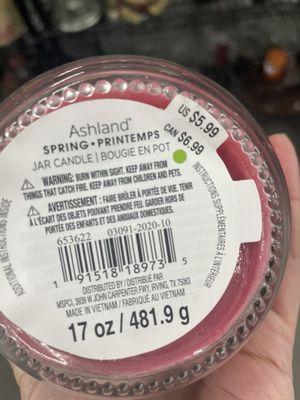 Ashland®
SPRING • PRINTEMPS
JAR CANDLE | BOUGIE EN POT
US $5.99
CAN $6.99
WARNING: BURN WITHIN SIGHT. KEEP AWAY FROM
THINGS THAT CATCH FIRE. KEEP AWAY FROM CHILDREN AND PETS.
AVERTISSEMENT : FAIRE BRÛLER À PORTÉE DE VUE. TENIR
À L'ÉCART DES OBJETS POUVANT PRENDRE FEU. GARDER HORS DE
PORTÉE DES ENFANTS ET DES ANIMAUX DOMESTIQUES.
653622 03091-2020-10
1 91518 18973 5
DISTRIBUTED BY / DISTRIBUÉ PAR
MSPCI, 3939 W JOHN CARPENTER FWY, IRVING, TX 75063
MADE IN VIETNAM / FABRIQUÉ AU VIETNAM
17 oz / 481.9 g
ADDITIONAL INSTRUCTIONS INSIDE
INSTRUCTIONS SUPPLÉMENTAIRES À L'INTÉRIEUR